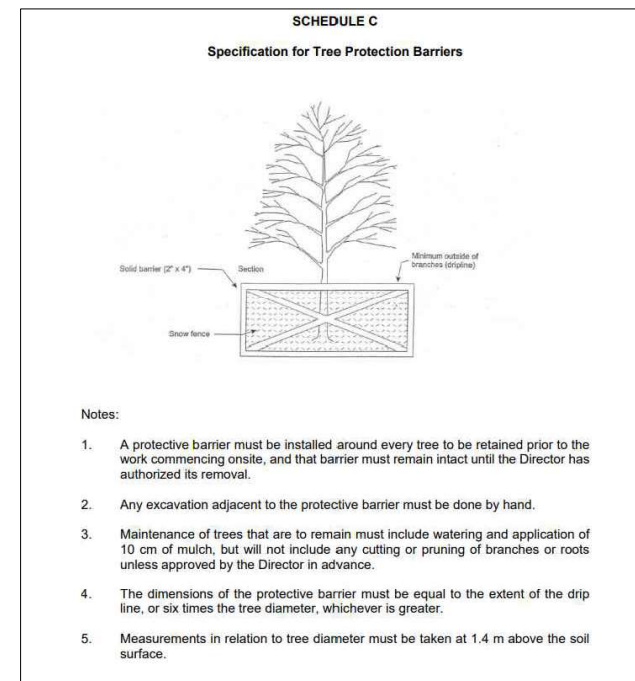 SCHEDULE C
Specification for Tree Protection Barriers
Solid barrier (2" x 4")
Section
Minimum outside of
branches (dripline)
Snow fence
Notes:
1. A protective barrier must be installed around every tree to be retained prior to the
work commencing onsite, and that barrier must remain intact until the Director has
authorized its removal.
2. Any excavation adjacent to the protective barrier must be done by hand.
3. Maintenance of trees that are to remain must include watering and application of
10 cm of mulch, but will not include any cutting or pruning of branches or roots
unless approved by the Director in advance.
4. The dimensions of the protective barrier must be equal to the extent of the drip
line, or six times the tree diameter, whichever is greater.
5. Measurements in relation to tree diameter must be taken at 1.4 m above the soil
surface.